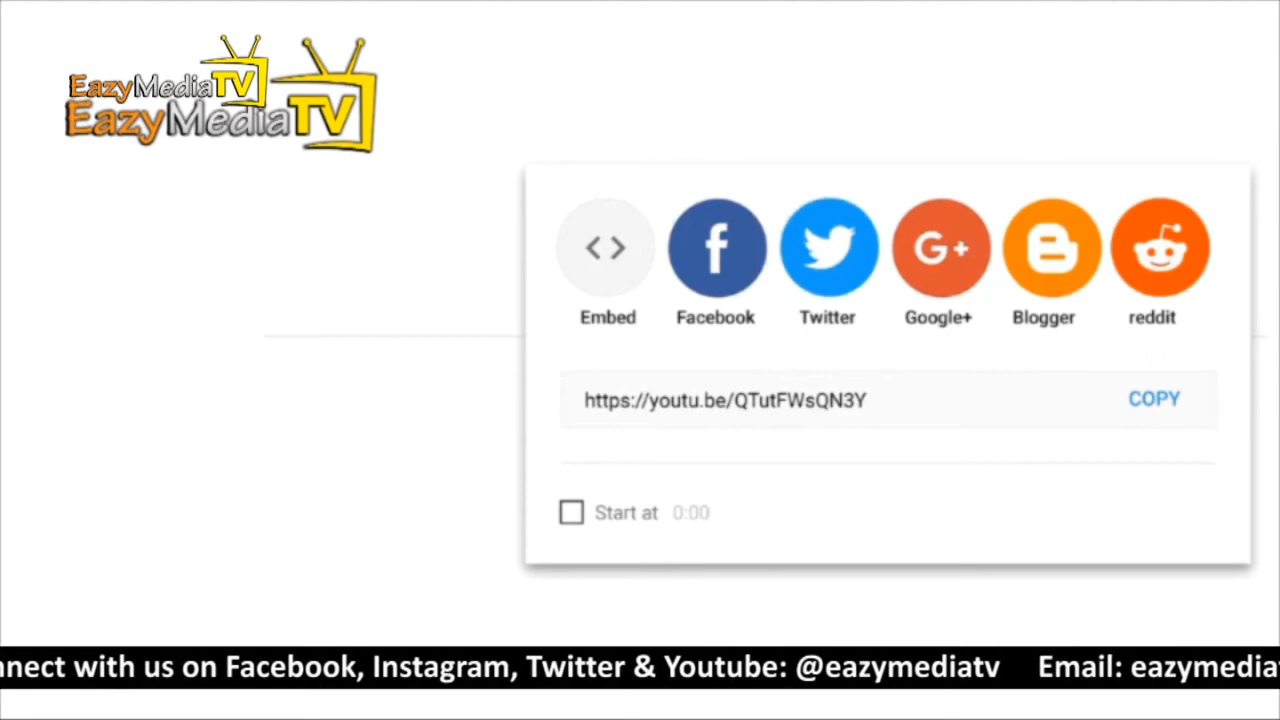 EazyMediaTV
EazyMediaTV
Embed Facebook Twitter Google+ Blogger reddit
https://youtu.be/QTutFWsQN3Y COPY
Start at 0:00
nnect with us on Facebook, Instagram, Twitter & Youtube: @eazymediatv Email: eazymedia